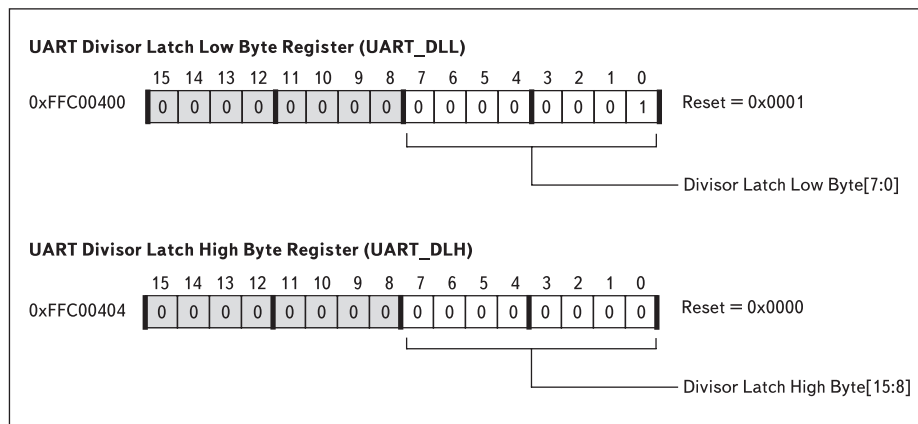 UART Divisor Latch Low Byte Register (UART_DLL)
15 14 13 12 11 10 9 8 7 6 5 4 3 2 1 0
0xFFC00400 0 0 0 0 0 0 0 0 0 0 0 0 0 0 0 1 Reset = 0x0001
Divisor Latch Low Byte[7:0]
UART Divisor Latch High Byte Register (UART_DLH)
15 14 13 12 11 10 9 8 7 6 5 4 3 2 1 0
0xFFC00404 0 0 0 0 0 0 0 0 0 0 0 0 0 0 0 0 Reset = 0x0000
Divisor Latch High Byte[15:8]